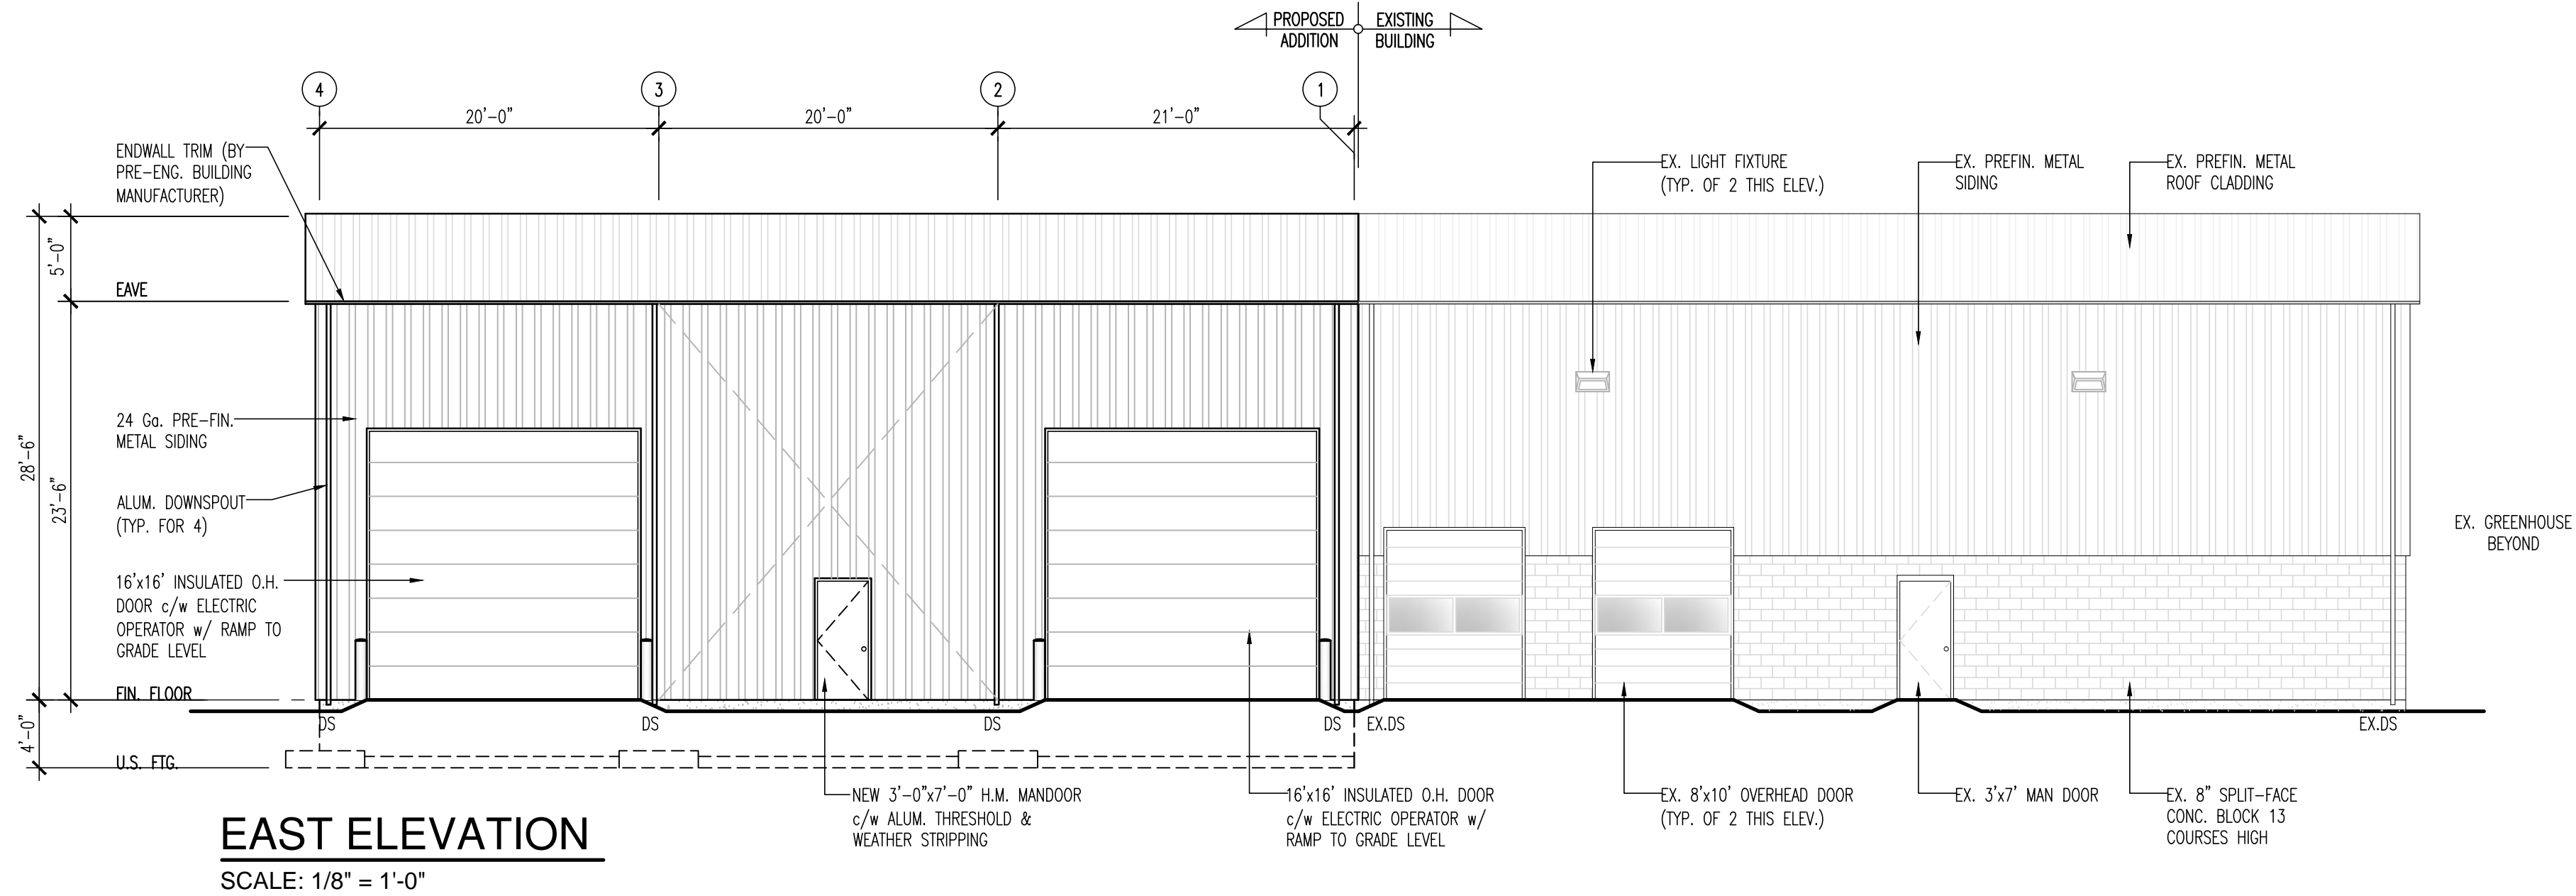 PROPOSED
ADDITION
EXISTING
BUILDING
4
3
2
1
20'-0"
20'-0"
21'-0"
ENDWALL TRIM (BY
PRE-ENG. BUILDING
MANUFACTURER)
EX. LIGHT FIXTURE
(TYP. OF 2 THIS ELEV.)
EX. PREFIN. METAL
SIDING
EX. PREFIN. METAL
ROOF CLADDING
5'-0"
EAVE
24 Ga. PRE-FIN.
METAL SIDING
28'-6"
23'-6"
ALUM. DOWNSPOUT
(TYP. FOR 4)
EX. GREENHOUSE
BEYOND
16'x16' INSULATED O.H.
DOOR c/w ELECTRIC
OPERATOR w/ RAMP TO
GRADE LEVEL
FIN. FLOOR
DS
DS
DS
DS
EX.DS
EX.DS
4'-0"
U.S. FTG.
NEW 3'-0"x7'-0" H.M. MANDOOR
c/w ALUM. THRESHOLD &
WEATHER STRIPPING
16'x16' INSULATED O.H. DOOR
c/w ELECTRIC OPERATOR w/
RAMP TO GRADE LEVEL
EX. 8'x10' OVERHEAD DOOR
(TYP. OF 2 THIS ELEV.)
EX. 3'x7' MAN DOOR
EX. 8" SPLIT-FACE
CONC. BLOCK 13
COURSES HIGH
EAST ELEVATION
SCALE: 1/8" = 1'-0"